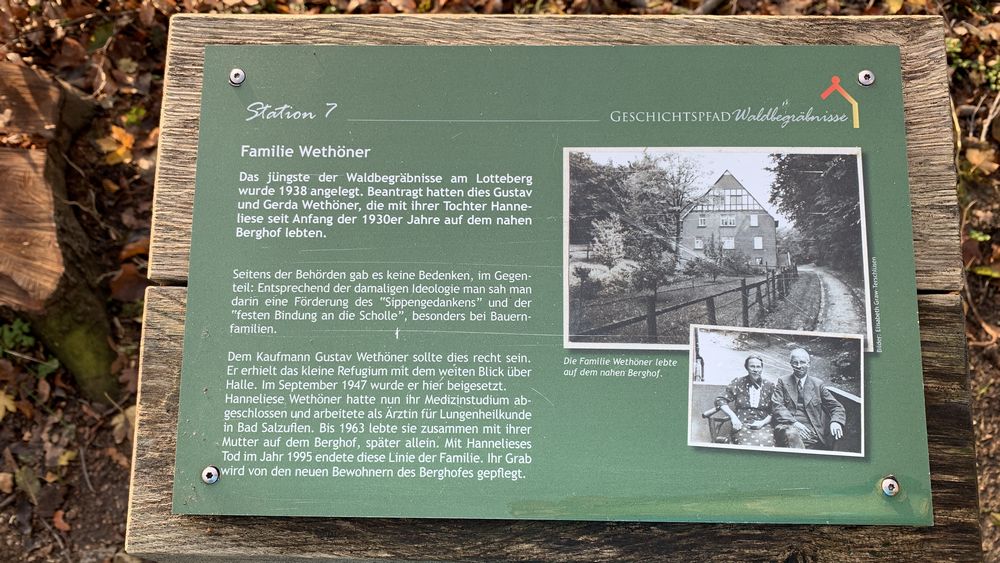 Station 7
GESCHICHTSPFAD Waldbegräbnisse
Familie Wethöner
Das jüngste der Waldbegräbnisse am Lotteberg
wurde 1938 angelegt. Beantragt hatten dies Gustav
und Gerda Wethöner, die mit ihrer Tochter Hanne-
liese seit Anfang der 1930er Jahre auf dem nahen
Berghof lebten.
Seitens der Behörden gab es keine Bedenken, im Gegen-
teil: Entsprechend der damaligen Ideologie man sah man
darin eine Förderung des "Sippengedankens" und der
"festen Bindung an die Scholle", besonders bei Bauern-
familien.
Dem Kaufmann Gustav Wethöner sollte dies recht sein.
Er erhielt das kleine Refugium mit dem weiten Blick über
Halle. Im September 1947 wurde er hier beigesetzt.
Hanneliese Wethöner hatte nun ihr Medizinstudium ab-
geschlossen und arbeitete als Ärztin für Lungenheilkunde
in Bad Salzuflen. Bis 1963 lebte sie zusammen mit ihrer
Mutter auf dem Berghof, später allein. Mit Hannelieses
Tod im Jahr 1995 endete diese Linie der Familie. Ihr Grab
wird von den neuen Bewohnern des Berghofes gepflegt.
Die Familie Wethöner lebte
auf dem nahen Berghof.
Bilder: Elisabeth Graw-Terschlüsen